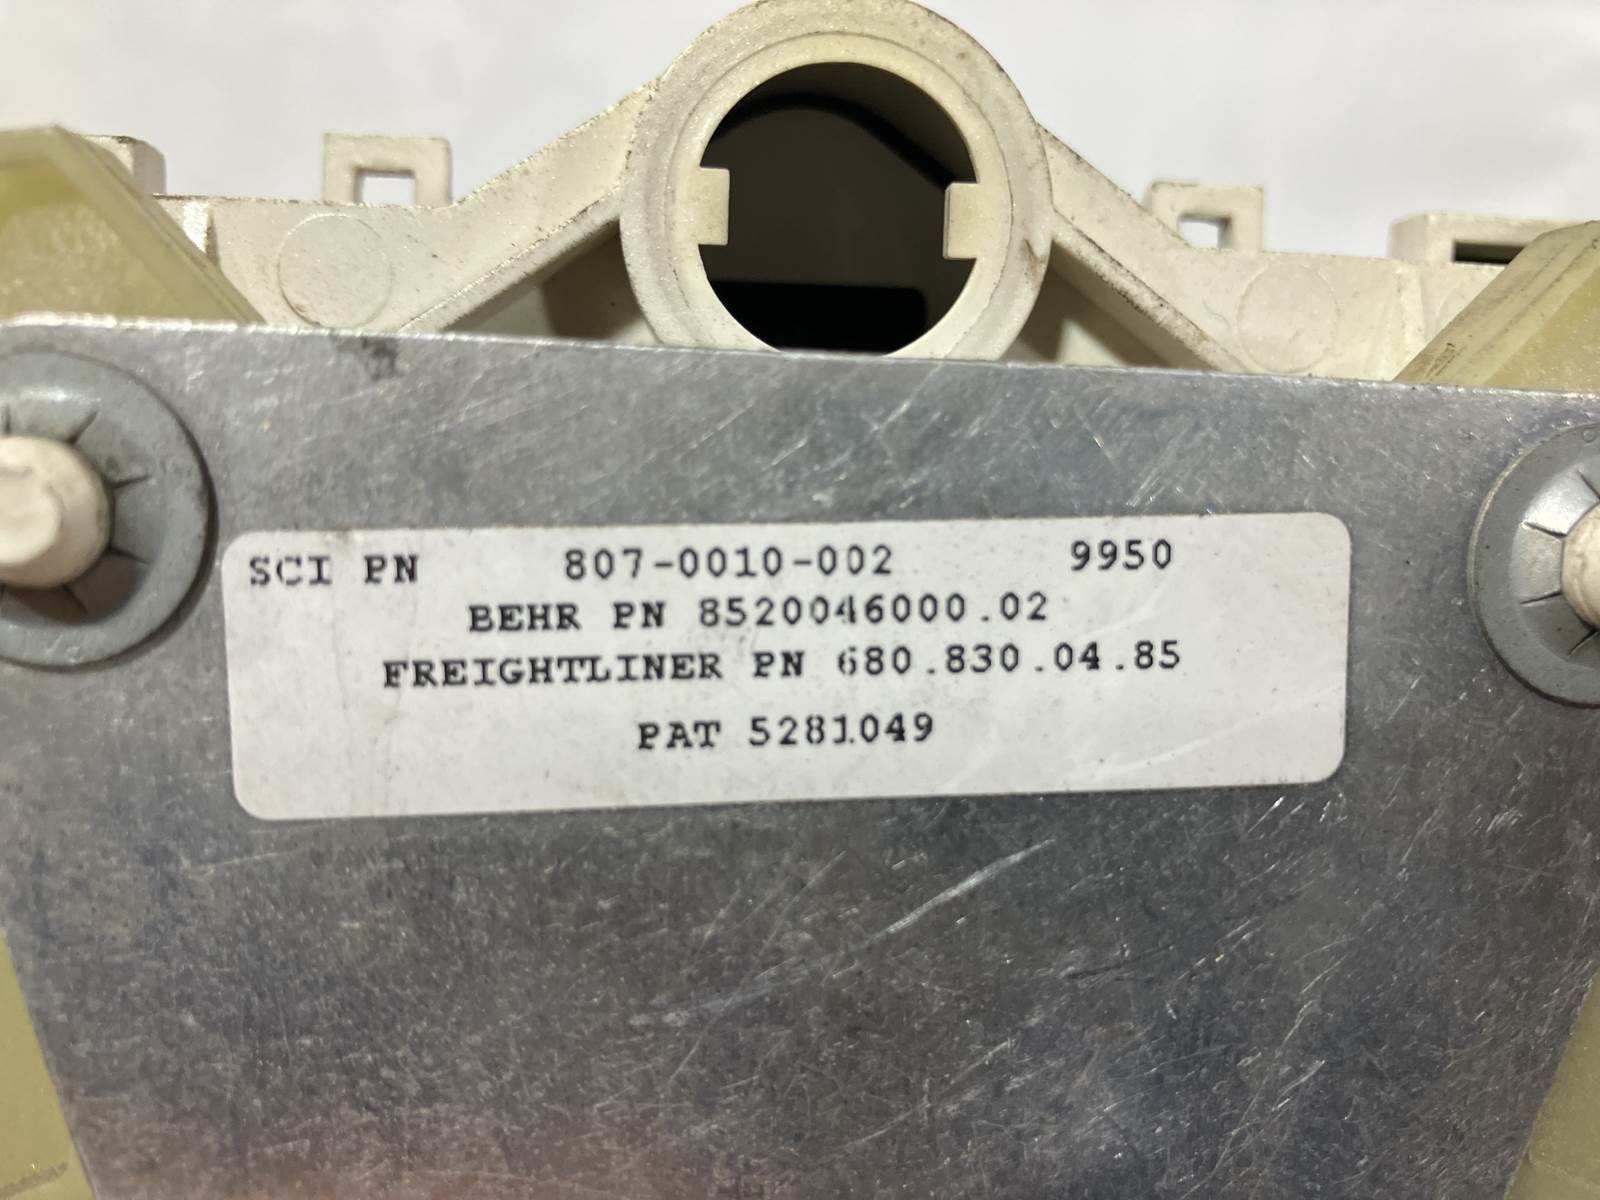 SCI PN 807-0010-002 9950
BEHR PN 8520046000.02
FREIGHTLINER PN 680.830.04.85
PAT 5281049